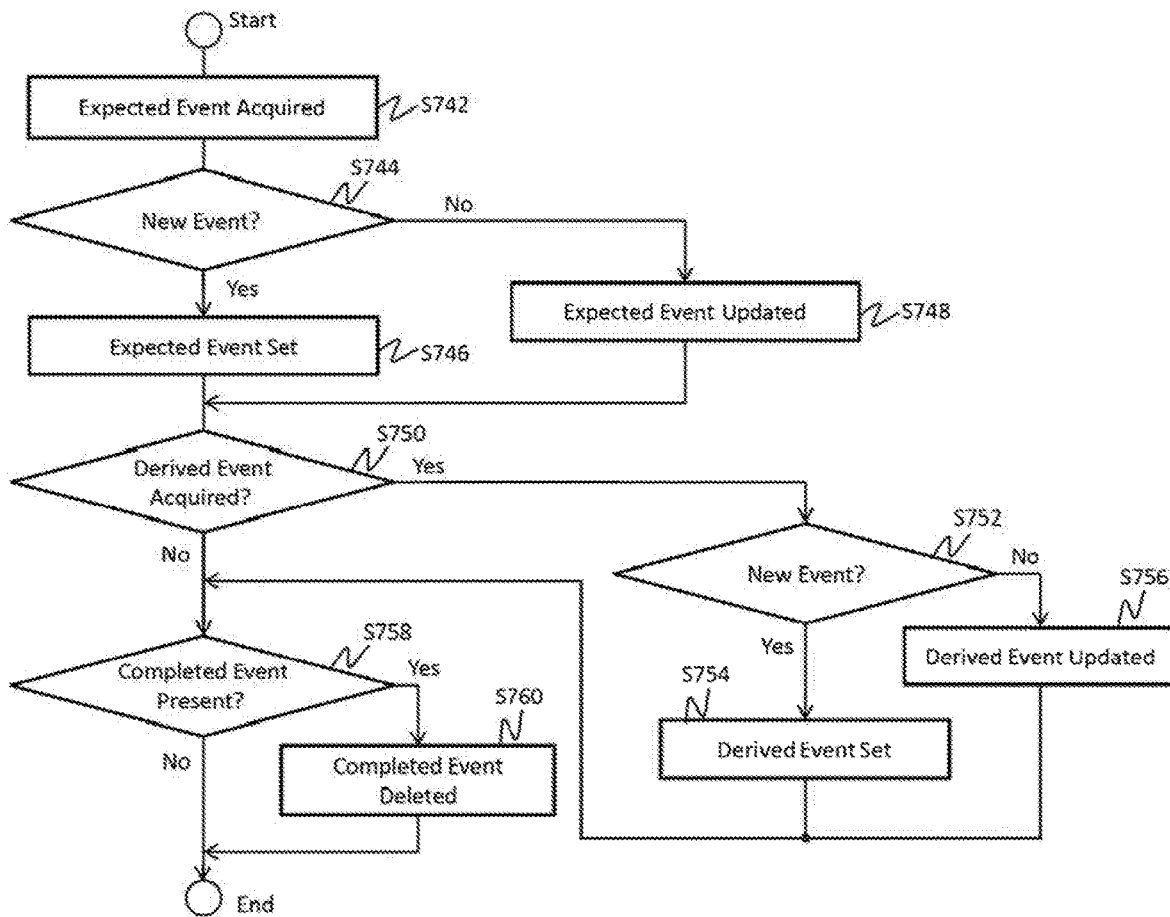 Start
Expected Event Acquired
S742
S744
New Event?
No
Yes
Expected Event Updated
S748
Expected Event Set
S746
S750
Derived Event
Acquired?
Yes
No
S752
New Event?
No
S756
Yes
Derived Event Updated
S754
Derived Event Set
S758
Completed Event
Present?
Yes
No
S760
Completed Event
Deleted
End